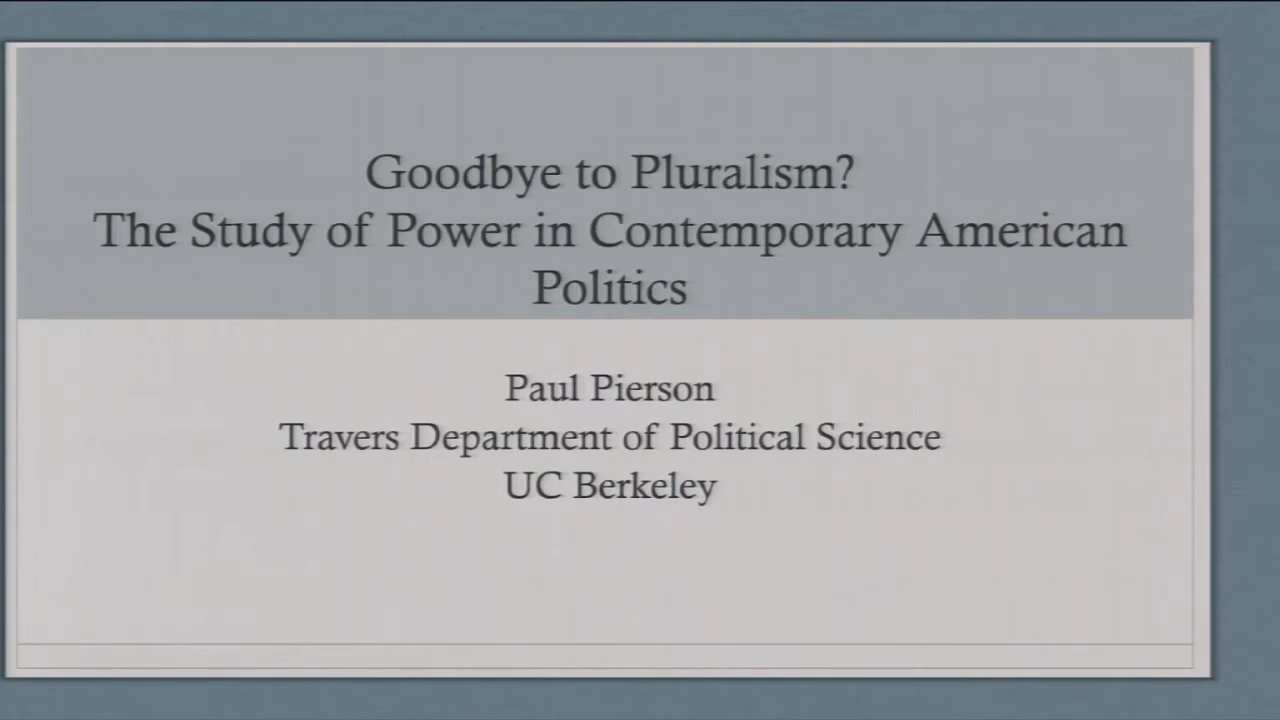 Goodbye to Pluralism?
The Study of Power in Contemporary American
Politics
Paul Pierson
Travers Department of Political Science
UC Berkeley